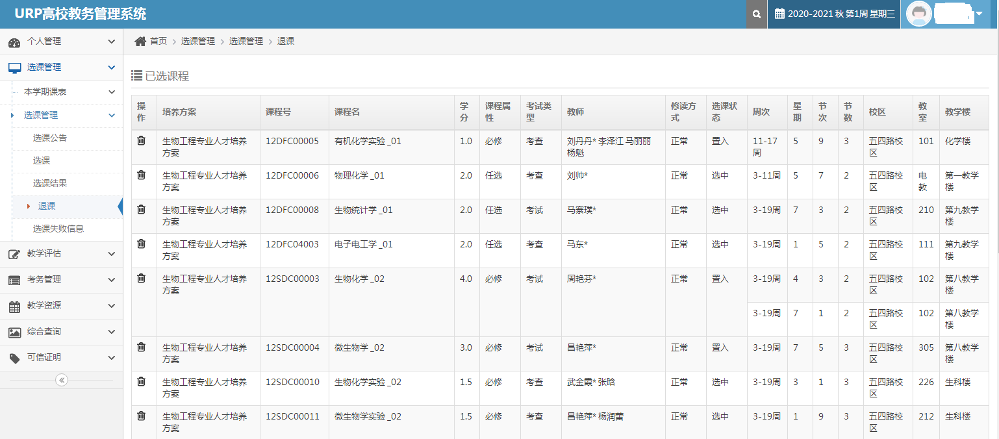 URP高校教务管理系统
2020-2021 秋 第1周 星期三
个人管理
选课管理
本学期课表
选课管理
选课公告
选课
选课结果
退课
选课失败信息
教学评估
考务管理
教学资源
综合查询
可信证明
首页 > 选课管理 > 选课管理 > 退课
已选课程
操作 培养方案 课程号 课程名 学分 课程属性 考试类型 教师 修读方式 选课状态 周次 星期 节次 节数 校区 教室 教学楼
生物工程专业人才培养方案 12DFC00005 有机化学实验 _01 1.0 必修 考查 刘丹丹* 李泽江 马丽丽 杨魁 正常 置入 11-17周 5 9 3 五四路校区 101 化学楼
生物工程专业人才培养方案 12DFC00006 物理化学 _01 2.0 任选 考查 刘帅* 正常 选中 3-11周 5 7 2 五四路校区 电教 第一教学楼
生物工程专业人才培养方案 12DFC00008 生物统计学 _01 2.0 任选 考试 马寨璞* 正常 选中 3-19周 7 3 2 五四路校区 210 第九教学楼
生物工程专业人才培养方案 12DFC04003 电子电工学 _01 2.0 任选 考查 马东* 正常 选中 3-19周 1 5 2 五四路校区 111 第九教学楼
生物工程专业人才培养方案 12SDC00003 生物化学 _02 4.0 必修 考试 周艳芬* 正常 置入 3-19周 4 3 2 五四路校区 102 第八教学楼
3-19周 7 1 2 五四路校区 102 第八教学楼
生物工程专业人才培养方案 12SDC00004 微生物学 _02 3.0 必修 考试 昌艳萍* 正常 置入 3-19周 7 5 3 五四路校区 305 第八教学楼
生物工程专业人才培养方案 12SDC00010 生物化学实验 _02 1.5 必修 考查 武金霞* 张晗 正常 选中 3-19周 3 1 3 五四路校区 226 生科楼
生物工程专业人才培养方案 12SDC00011 微生物学实验 _02 1.5 必修 考查 昌艳萍* 杨润蕾 正常 选中 3-19周 1 9 3 五四路校区 212 生科楼